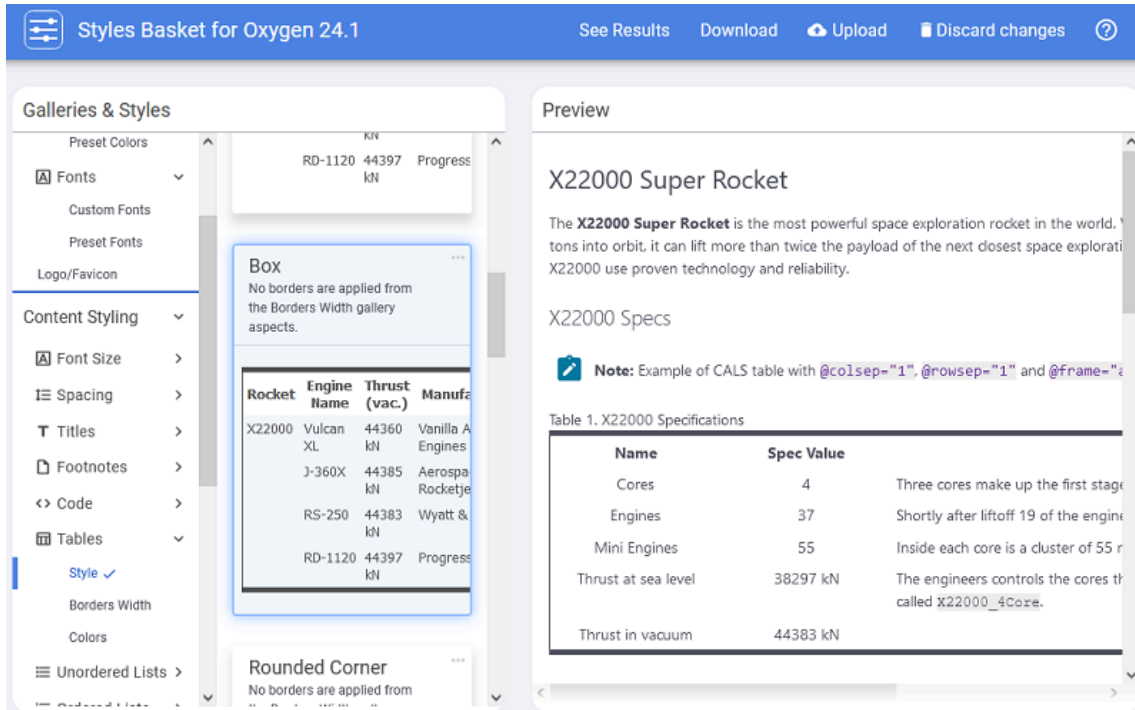 Styles Basket for Oxygen 24.1
See Results
Download
Upload
Discard changes
Galleries & Styles
Preset Colors
Fonts
Custom Fonts
Preset Fonts
Logo/Favicon
Content Styling
Font Size
Spacing
Titles
Footnotes
Code
Tables
Style
Borders Width
Colors
Unordered Lists
kN
RD-1120 44397 Progress
kN
Box
No borders are applied from
the Borders Width gallery
aspects.
Rocket Engine Thrust Manufa
Name (vac.)
X22000 Vulcan 44360 Vanilla A
XL kN Engines
J-360X 44385 Aerospa
kN Rocketje
RS-250 44383 Wyatt &
kN
RD-1120 44397 Progress
kN
Rounded Corner
No borders are applied from
Preview
X22000 Super Rocket
The X22000 Super Rocket is the most powerful space exploration rocket in the world.
tons into orbit, it can lift more than twice the payload of the next closest space explorati
X22000 use proven technology and reliability.
X22000 Specs
Note: Example of CALS table with @colsep="1", @rowsep="1" and @frame="a
Table 1. X22000 Specifications
Name Spec Value
Cores 4 Three cores make up the first stage
Engines 37 Shortly after liftoff 19 of the engine
Mini Engines 55 Inside each core is a cluster of 55 r
Thrust at sea level 38297 kN The engineers controls the cores th
called X22000_4Core.
Thrust in vacuum 44383 kN